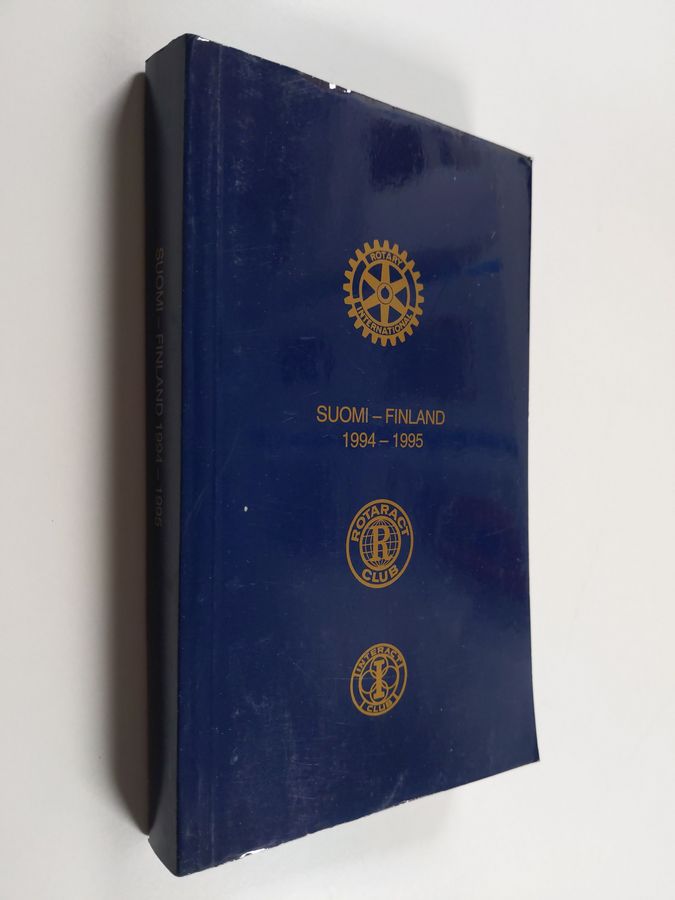 SUOMI – FINLAND 1994 – 1995
ROTARY
INTERNATIONAL
SUOMI – FINLAND
1994 – 1995
ROTARACT
R
CLUB
INTERACT
I
CLUB